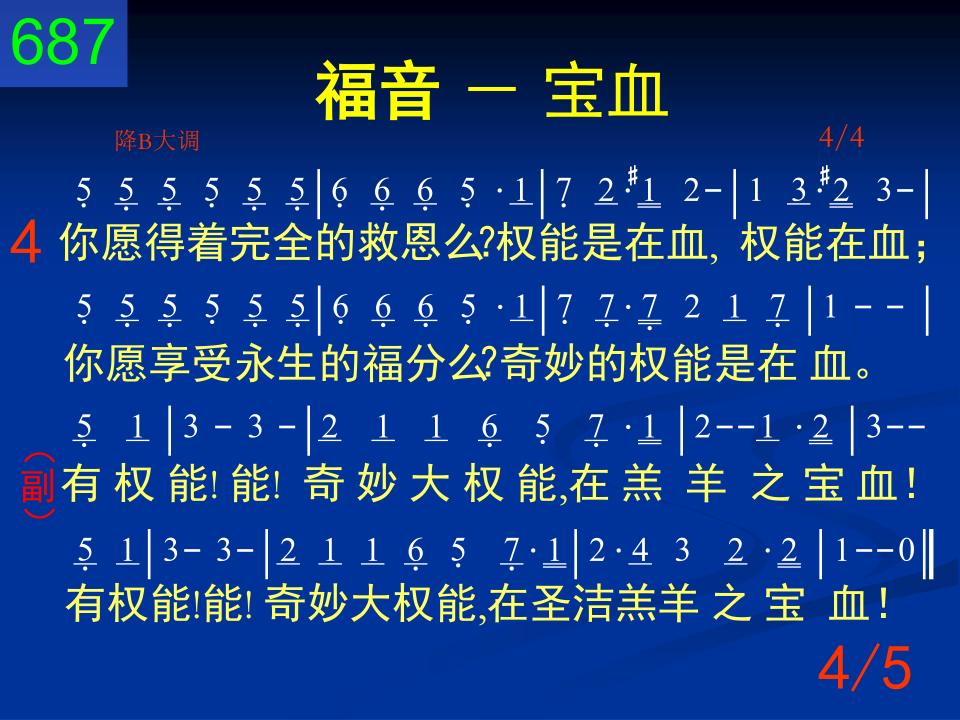 687
福音 － 宝血
降B大调 4/4
5 5 5 5 5 5|6 6 6 5 ·1|7 2·♯1 2-|1 3·♯2 3-|
4 你愿得着完全的救恩么?权能是在血, 权能在血；
5 5 5 5 5 5|6 6 6 5 ·1|7 7·7 2 1 7|1 - - |
你愿享受永生的福分么?奇妙的权能是在 血。
5 1|3 - 3 -|2 1 1 6 5 7 ·1|2--1 ·2|3--
（副） 有 权 能! 能! 奇 妙 大 权 能,在 羔 羊 之 宝 血！
5 1|3- 3-|2 1 1 6 5 7·1|2·4 3 2 ·2|1--0‖
有权能!能! 奇妙大权能,在圣洁羔羊 之 宝 血！
4/5